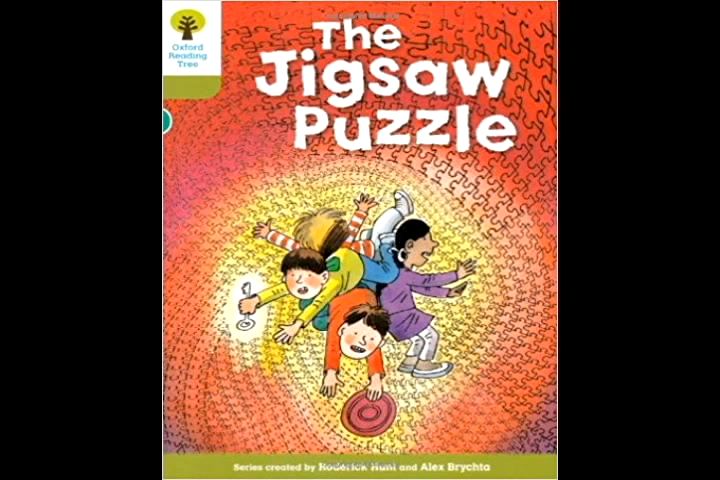 Oxford
Reading
Tree
The
Jigsaw
Puzzle
Series created by Roderick Hunt and Alex Brychta